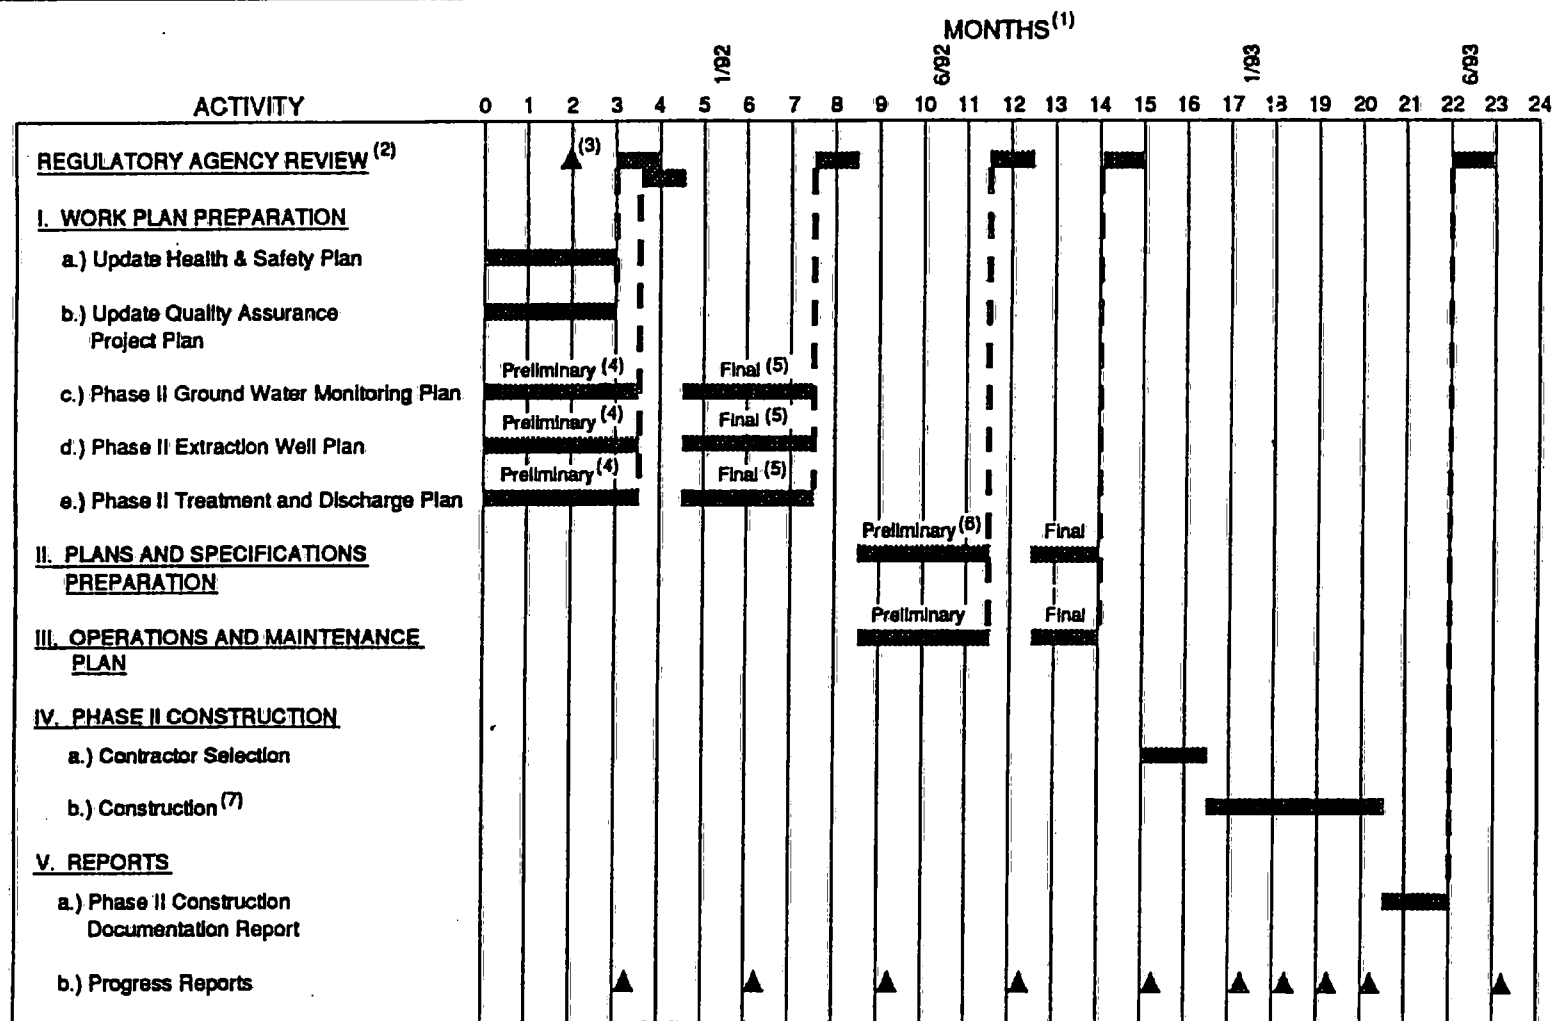 MONTHS(1)
1/92
6/92
1/93
6/93
ACTIVITY
0 1 2 3 4 5 6 7 8 9 10 11 12 13 14 15 16 17 18 19 20 21 22 23 24
REGULATORY AGENCY REVIEW (2)
(3)
I. WORK PLAN PREPARATION
a.) Update Health & Safety Plan
b.) Update Quality Assurance
Project Plan
Preliminary (4) Final (5)
c.) Phase II Ground Water Monitoring Plan
Preliminary (4) Final (5)
d.) Phase II Extraction Well Plan
Preliminary (4) Final (5)
e.) Phase II Treatment and Discharge Plan
Preliminary (6) Final
II. PLANS AND SPECIFICATIONS
PREPARATION
Preliminary Final
III. OPERATIONS AND MAINTENANCE
PLAN
IV. PHASE II CONSTRUCTION
a.) Contractor Selection
b.) Construction (7)
V. REPORTS
a.) Phase II Construction
Documentation Report
b.) Progress Reports